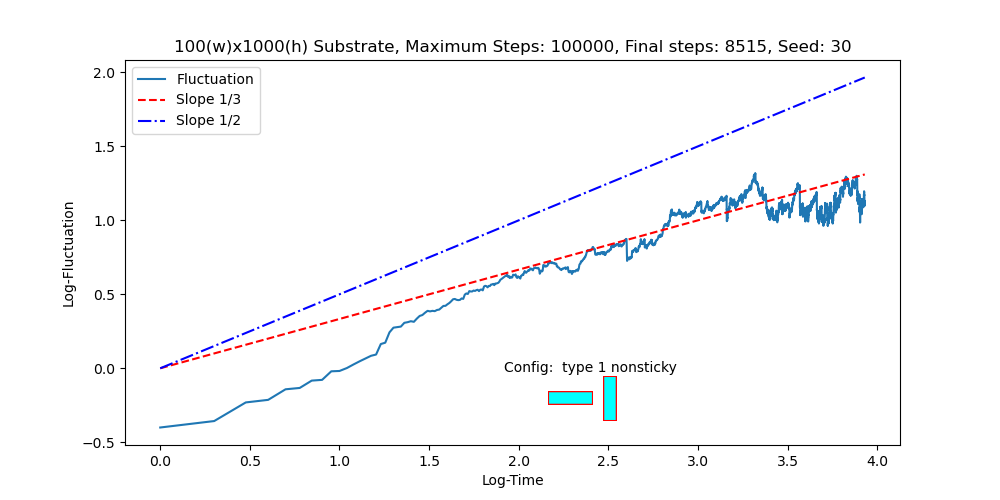 100(w)x1000(h) Substrate, Maximum Steps: 100000, Final steps: 8515, Seed: 30
Fluctuation
Slope 1/3
Slope 1/2
2.0
1.5
1.0
0.5
0.0
−0.5
Log-Fluctuation
Config:  type 1 nonsticky
0.0 0.5 1.0 1.5 2.0 2.5 3.0 3.5 4.0
Log-Time